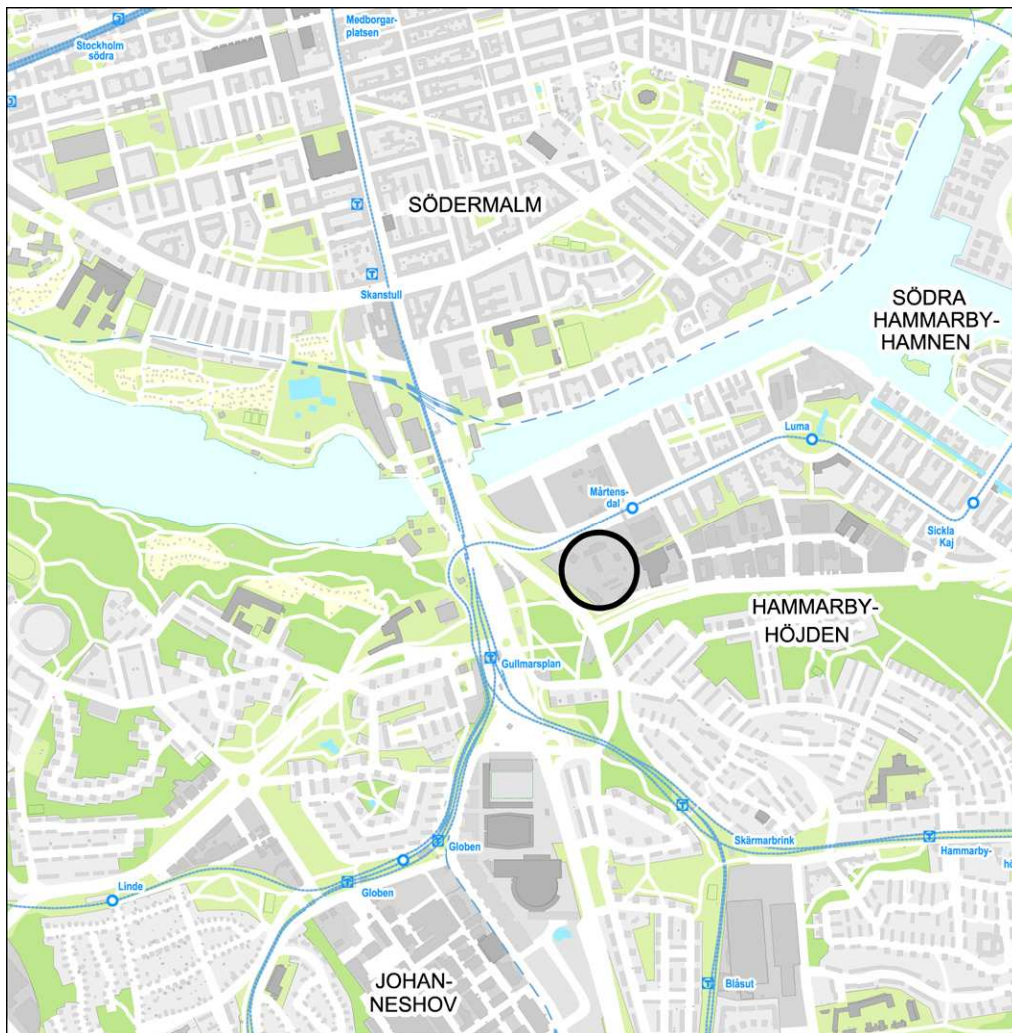 Medborgar-
platsen
Stockholm
södra
SÖDERMALM
Skanstull
SÖDRA
HAMMARBY-
HAMNEN
Luma
Mårtens-
dal
Sickla
Kaj
HAMMARBY-
HÖJDEN
Gullmarsplan
Skärmarbrink
Hammarby-
Globen
Linde
Globen
JOHAN-
NESHOV
Blåsut